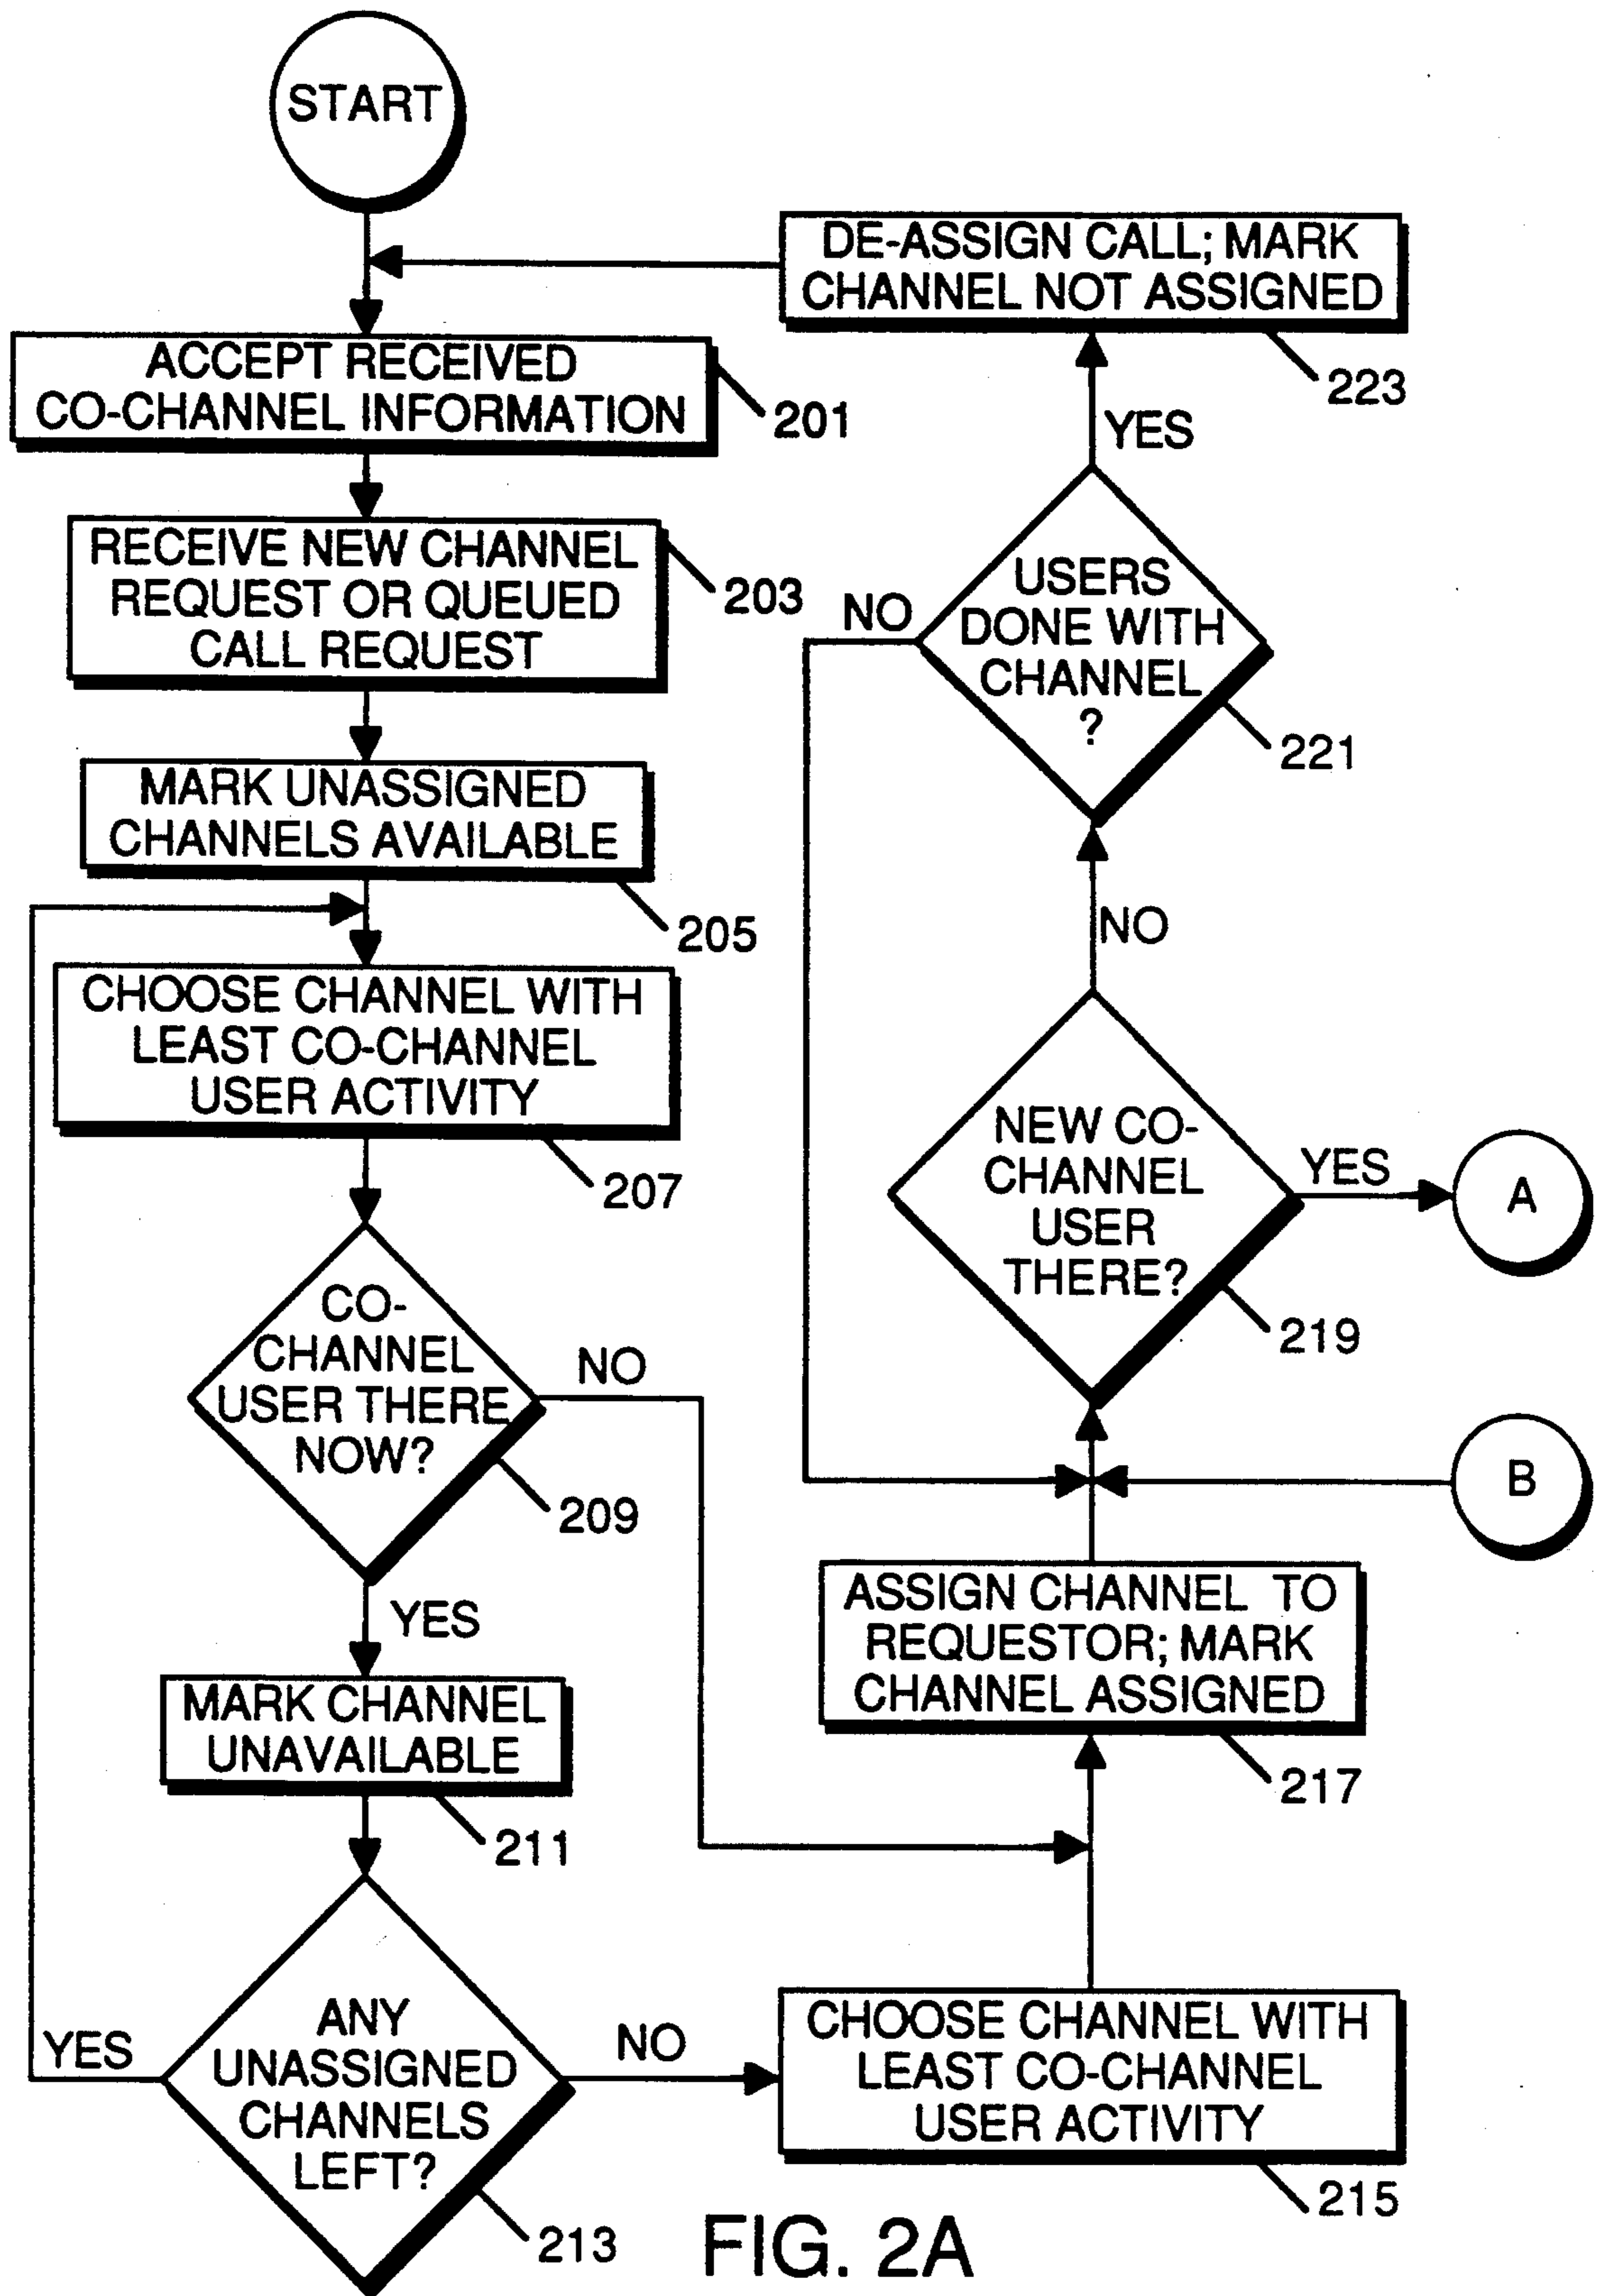 START
ACCEPT RECEIVED
CO-CHANNEL INFORMATION
201
RECEIVE NEW CHANNEL
REQUEST OR QUEUED
CALL REQUEST
203
MARK UNASSIGNED
CHANNELS AVAILABLE
205
CHOOSE CHANNEL WITH
LEAST CO-CHANNEL
USER ACTIVITY
207
CO-
CHANNEL
USER THERE
NOW?
209
NO
YES
MARK CHANNEL
UNAVAILABLE
211
ANY
UNASSIGNED
CHANNELS
LEFT?
213
YES
NO
CHOOSE CHANNEL WITH
LEAST CO-CHANNEL
USER ACTIVITY
215
ASSIGN CHANNEL TO
REQUESTOR; MARK
CHANNEL ASSIGNED
217
B
NEW CO-
CHANNEL
USER
THERE?
219
YES
A
NO
USERS
DONE WITH
CHANNEL
?
221
NO
YES
DE-ASSIGN CALL; MARK
CHANNEL NOT ASSIGNED
223
FIG. 2A